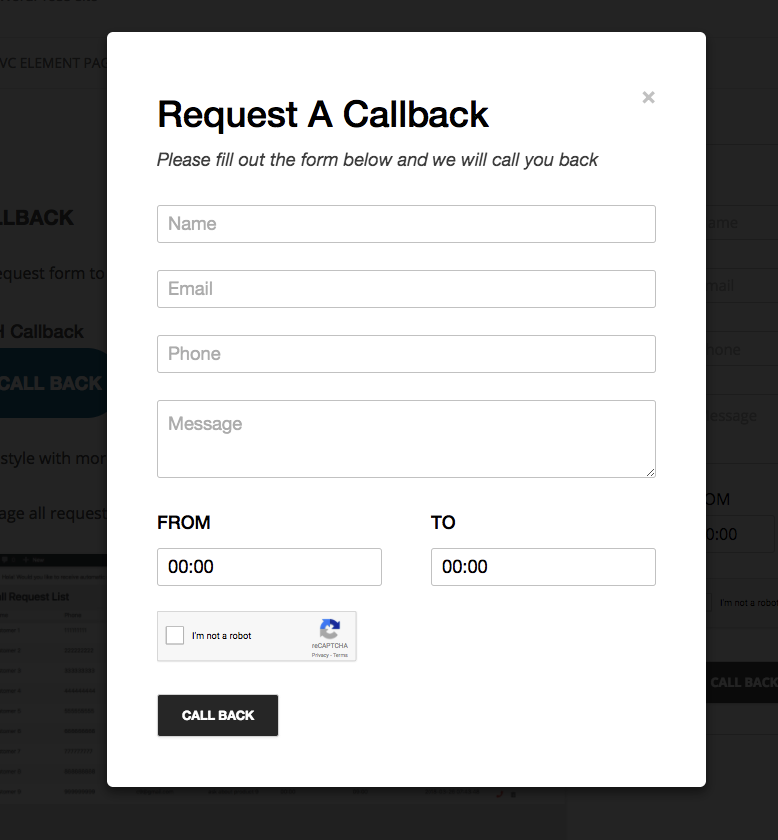 VC ELEMENT PAG
Request A Callback
×
Please fill out the form below and we will call you back
Name
Email
Phone
Message
FROM
TO
00:00
00:00
I'm not a robot
reCAPTCHA
Privacy - Terms
CALL BACK
LLBACK
equest form to
H Callback
CALL BACK
style with mor
age all request
ll Request List
ame
mail
hone
essage
OM
0:00
I'm not a robot
CALL BACK